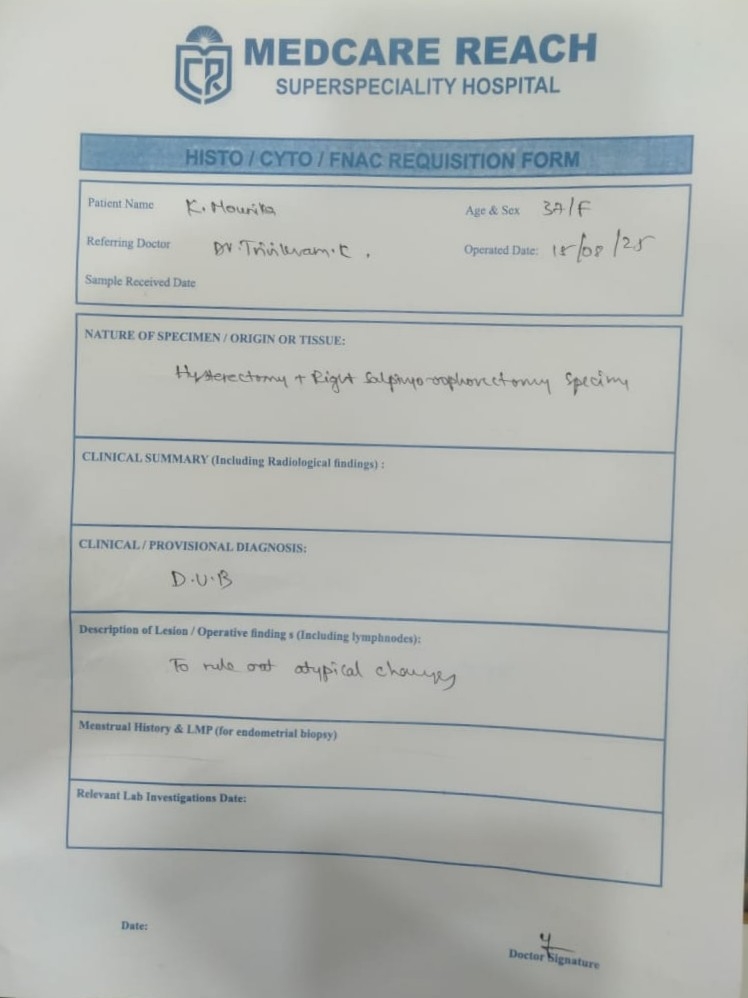 MEDCARE REACH
SUPERSPECIALITY HOSPITAL
HISTO / CYTO / FNAC REQUISITION FORM
Patient Name K. Mounika Age & Sex 37/F
Referring Doctor Dr. Trivikram.C. Operated Date: 15/08/25
Sample Received Date
NATURE OF SPECIMEN / ORIGIN OR TISSUE:
Hysterectomy + Right Salpingo-oophorectomy
CLINICAL SUMMARY (Including Radiological findings) :
CLINICAL / PROVISIONAL DIAGNOSIS:
D.U.B
Description of Lesion / Operative finding s (Including lymphnodes):
To rule out atypical changes
Menstrual History & LMP (for endometrial biopsy)
Relevant Lab Investigations Date:
Date:
Doctor Signature